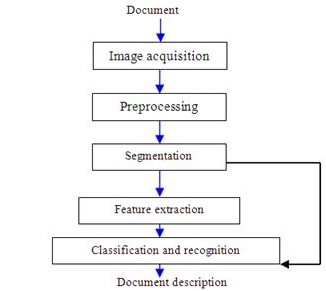 Document
Image acquisition
Preprocessing
Segmentation
Feature extraction
Classification and recognition
Document description